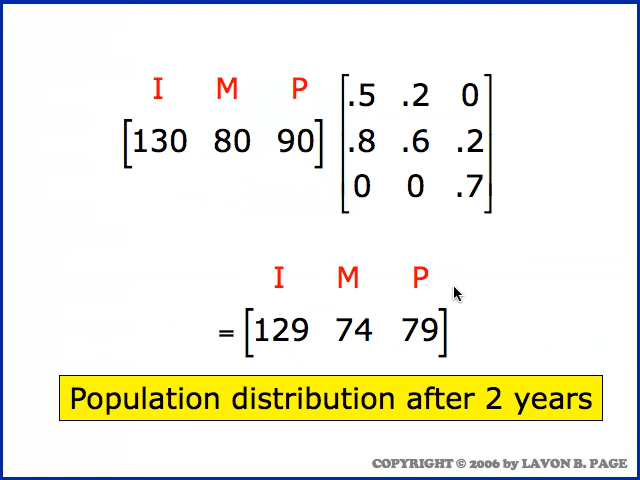 I M P
[130 80 90] [.5 .2 0
.8 .6 .2
0 0 .7]
I M P
= [129 74 79]
Population distribution after 2 years
COPYRIGHT © 2006 by LAVON B. PAGE